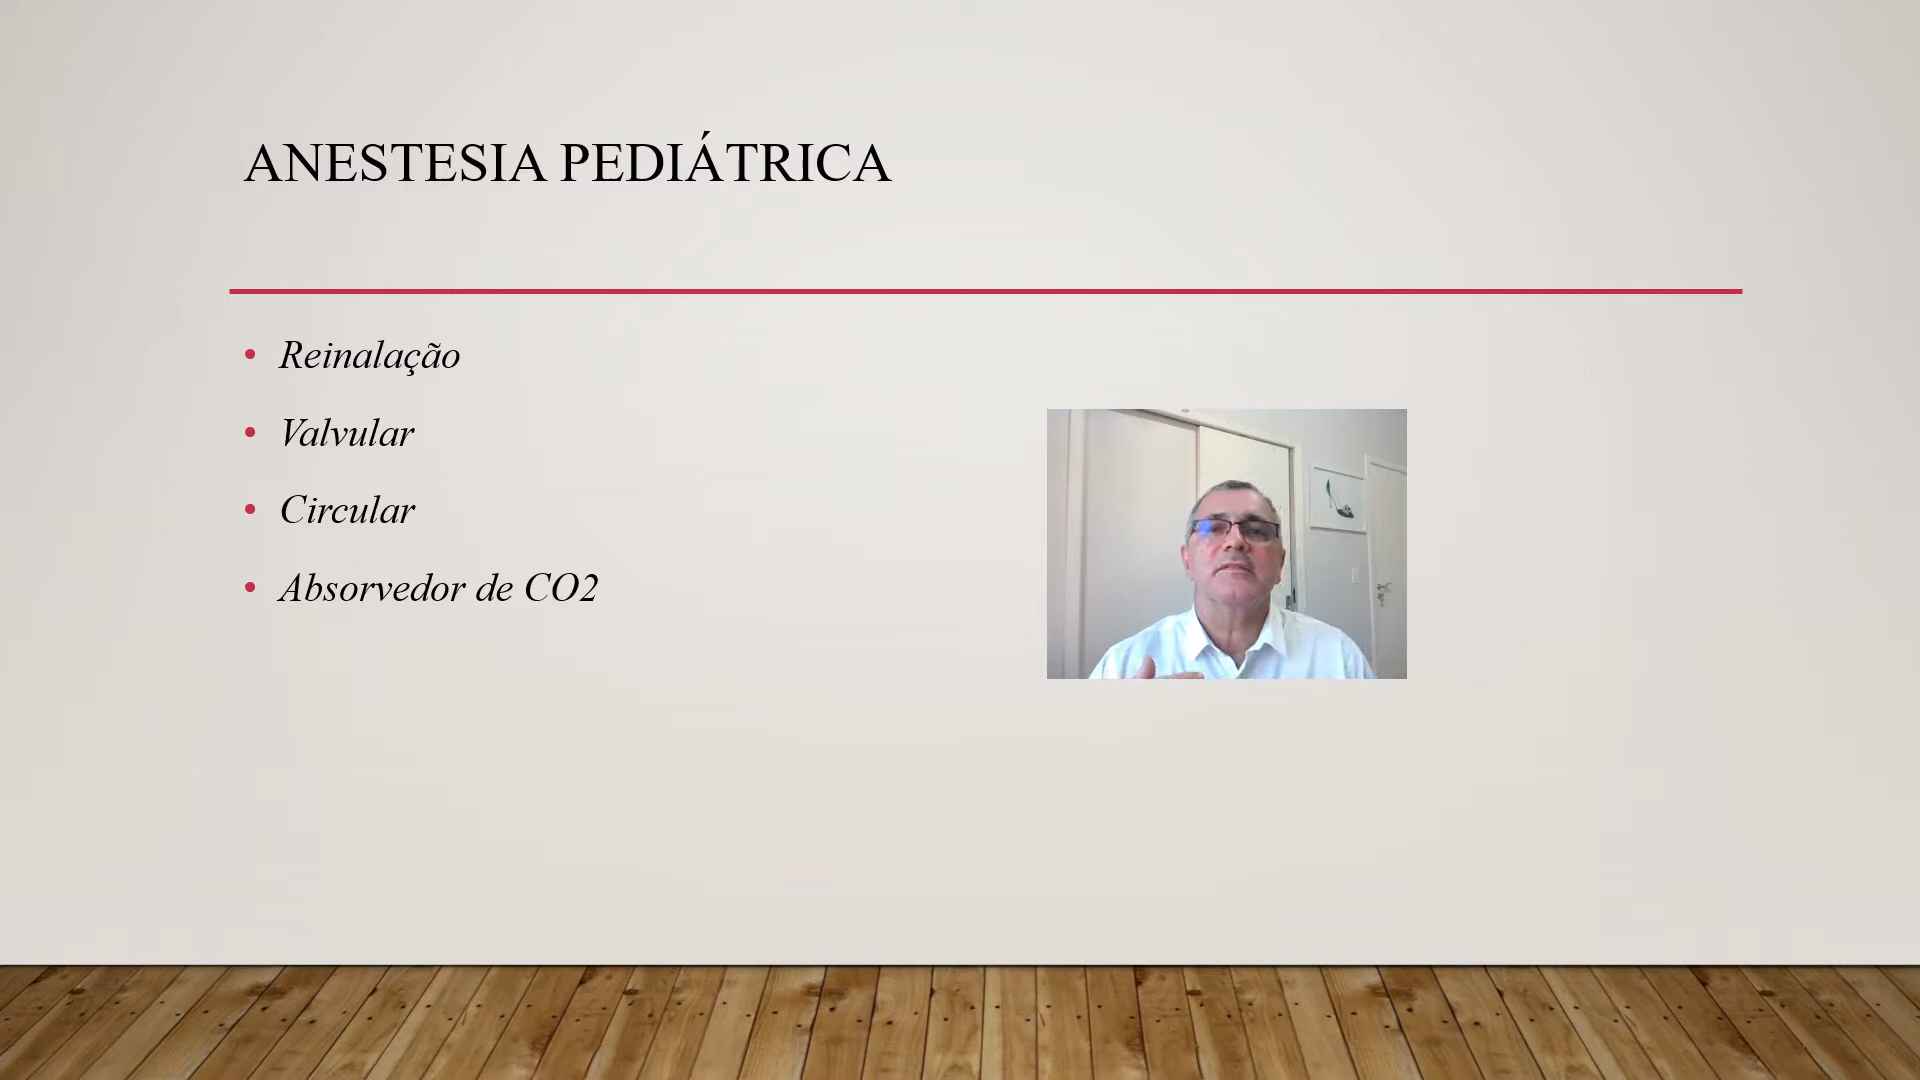 ANESTESIA PEDIÁTRICA
• Reinalação
• Valvular
• Circular
• Absorvedor de CO2